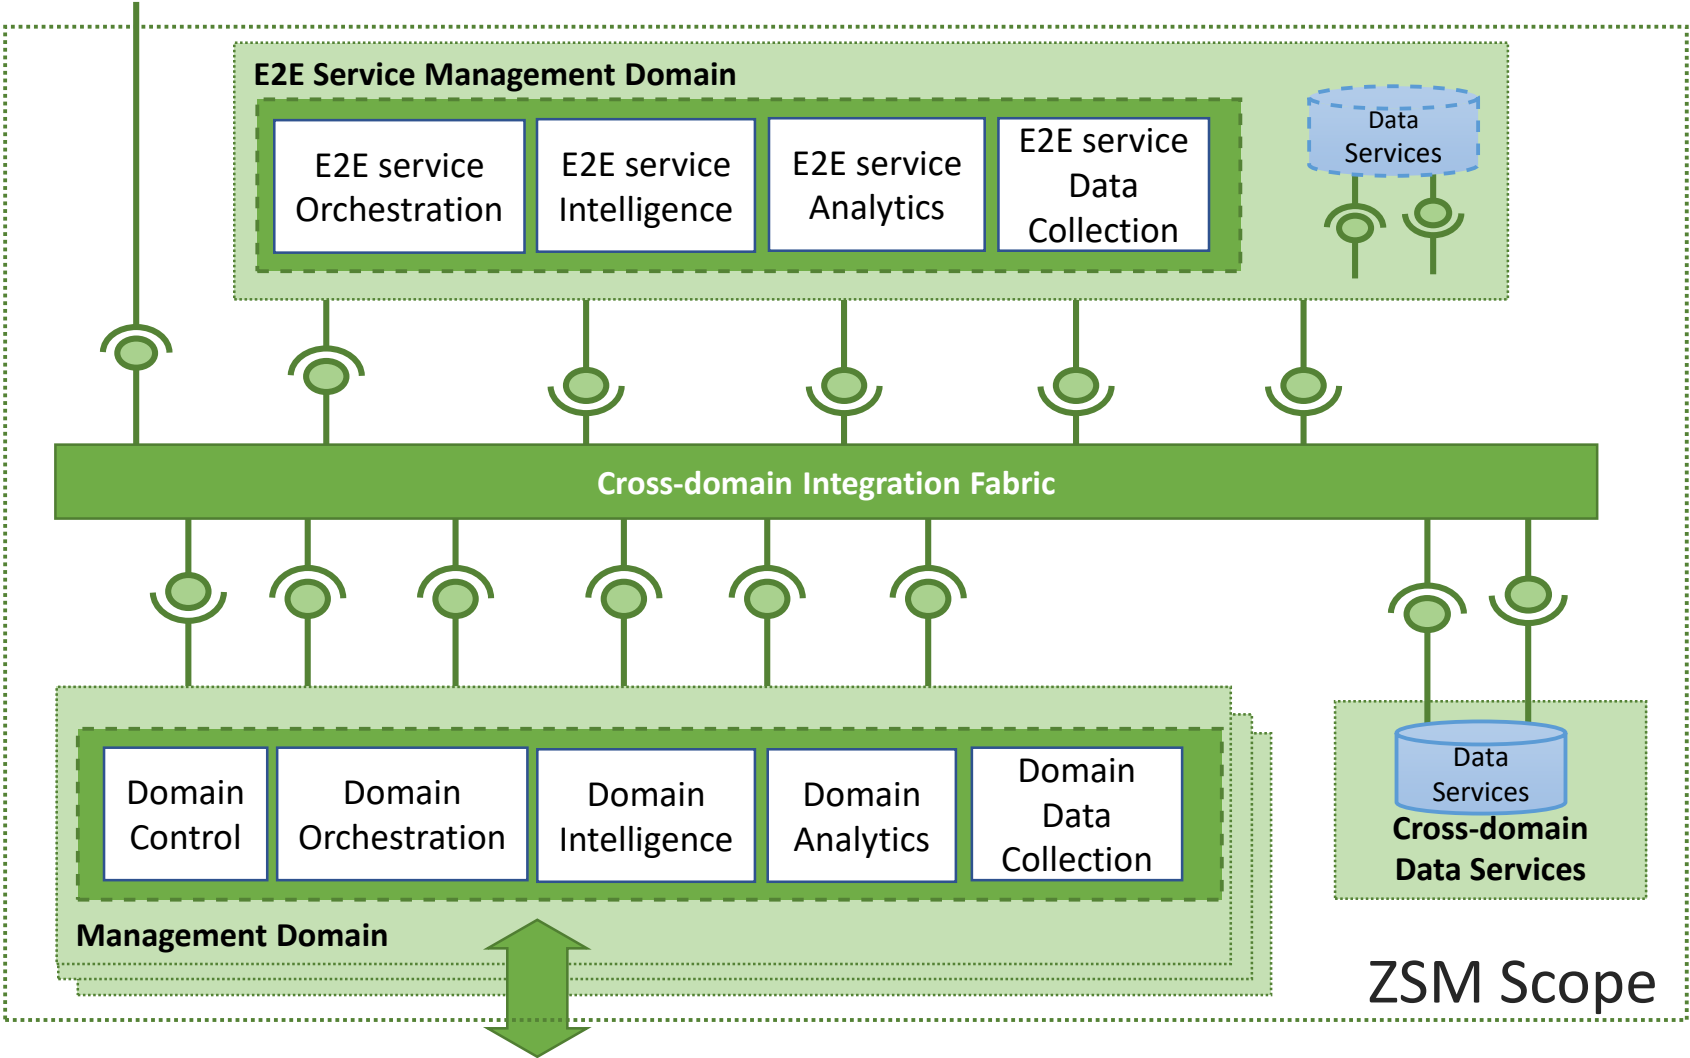 E2E Service Management Domain
E2E service
Orchestration
E2E service
Intelligence
E2E service
Analytics
E2E service
Data
Collection
Data
Services
Cross-domain Integration Fabric
Domain
Control
Domain
Orchestration
Domain
Intelligence
Domain
Analytics
Domain
Data
Collection
Management Domain
Data
Services
Cross-domain
Data Services
ZSM Scope